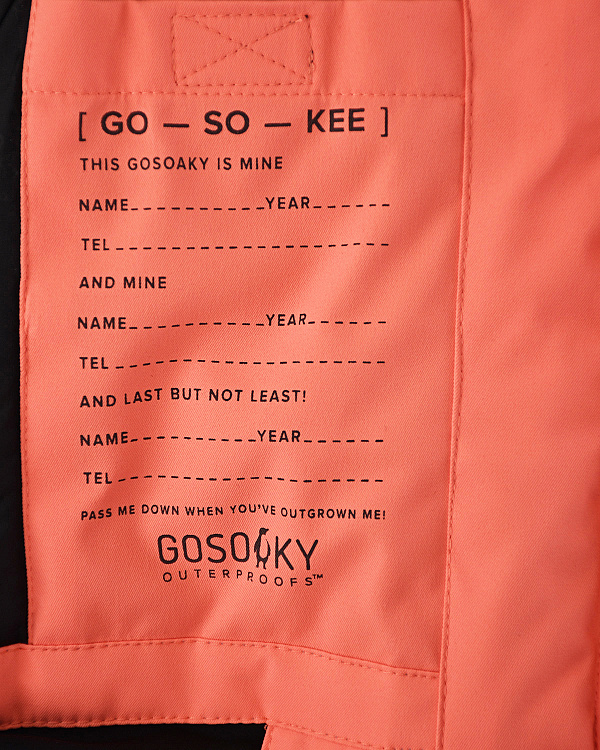 [ GO — SO — KEE ]
THIS GOSOAKY IS MINE
NAME__________YEAR______
TEL____________________
AND MINE
NAME__________YEAR______
TEL____________________
AND LAST BUT NOT LEAST!
NAME__________YEAR______
TEL____________________
PASS ME DOWN WHEN YOU'VE OUTGROWN ME!
GOSOAKY
OUTERPROOFS™